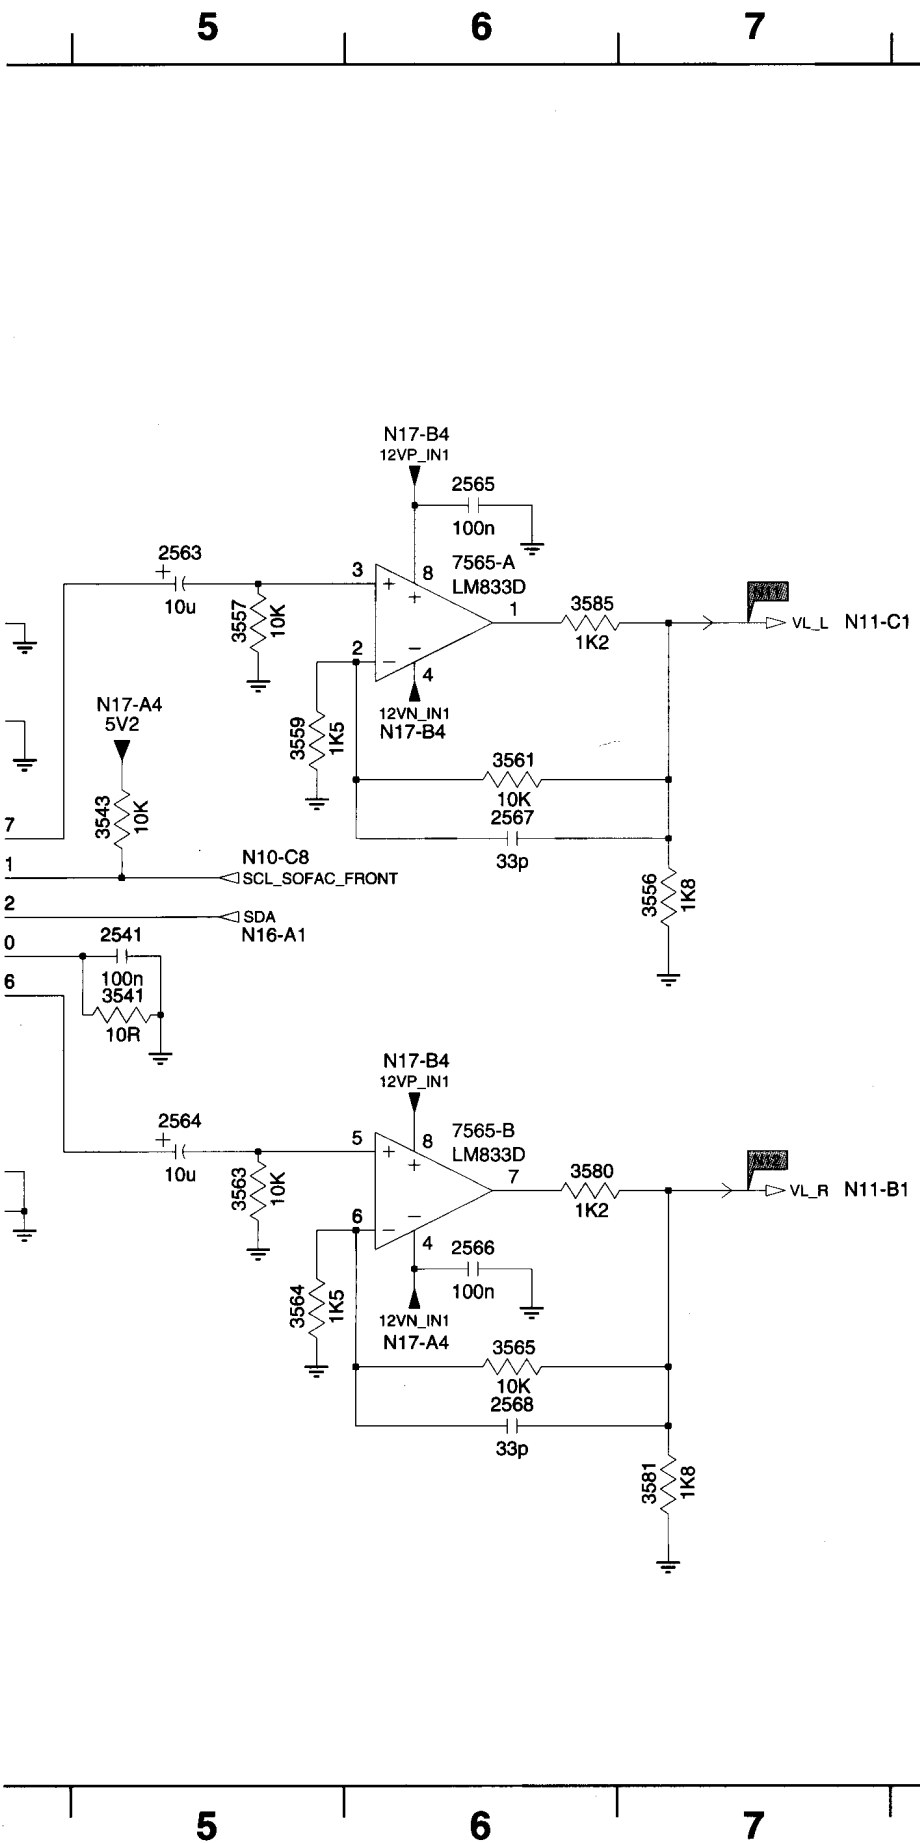 5 6 7
N17-B4
12VP_IN1
2565
100n
2563
+
10u
3557
10K
3
+
8
+
7565-A
LM833D
1
3585
1K2
VL_L N11-C1
2
−
−
4
12VN_IN1
N17-B4
N17-A4
5V2
3559
1K5
3561
10K
2567
33p
3543
10K
7
1
N10-C8
SCL_SOFAC_FRONT
2
SDA
N16-A1
3556
1K8
0
2541
100n
3541
10R
6
N17-B4
12VP_IN1
2564
+
10u
3563
10K
5
+
8
+
7565-B
LM833D
7
3580
1K2
VL_R N11-B1
6
−
−
4
2566
100n
12VN_IN1
N17-A4
3564
1K5
3565
10K
2568
33p
3581
1K8
5 6 7